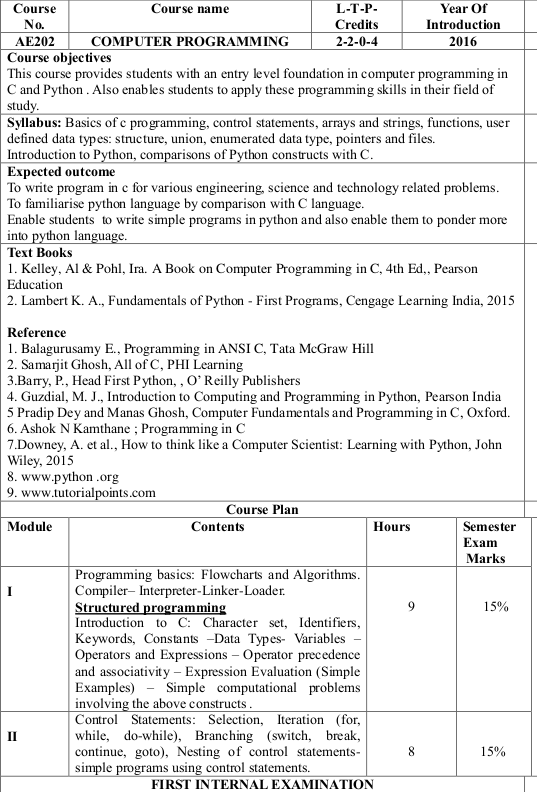 Course No. Course name L-T-P-Credits Year Of Introduction
AE202 COMPUTER PROGRAMMING 2-2-0-4 2016
Course objectives
This course provides students with an entry level foundation in computer programming in
C and Python . Also enables students to apply these programming skills in their field of
study.
Syllabus: Basics of c programming, control statements, arrays and strings, functions, user
defined data types: structure, union, enumerated data type, pointers and files.
Introduction to Python, comparisons of Python constructs with C.
Expected outcome
To write program in c for various engineering, science and technology related problems.
To familiarise python language by comparison with C language.
Enable students to write simple programs in python and also enable them to ponder more
into python language.
Text Books
1. Kelley, Al & Pohl, Ira. A Book on Computer Programming in C, 4th Ed,, Pearson
Education
2. Lambert K. A., Fundamentals of Python - First Programs, Cengage Learning India, 2015
Reference
1. Balagurusamy E., Programming in ANSI C, Tata McGraw Hill
2. Samarjit Ghosh, All of C, PHI Learning
3.Barry, P., Head First Python, , O’ Reilly Publishers
4. Guzdial, M. J., Introduction to Computing and Programming in Python, Pearson India
5 Pradip Dey and Manas Ghosh, Computer Fundamentals and Programming in C, Oxford.
6. Ashok N Kamthane ; Programming in C
7.Downey, A. et al., How to think like a Computer Scientist: Learning with Python, John
Wiley, 2015
8. www.python .org
9. www.tutorialpoints.com
Course Plan
Module Contents Hours Semester Exam Marks
I
Programming basics: Flowcharts and Algorithms.
Compiler– Interpreter-Linker-Loader.
Structured programming
Introduction to C: Character set, Identifiers,
Keywords, Constants –Data Types- Variables –
Operators and Expressions – Operator precedence
and associativity – Expression Evaluation (Simple
Examples) – Simple computational problems
involving the above constructs .
9 15%
II
Control Statements: Selection, Iteration (for,
while, do-while), Branching (switch, break,
continue, goto), Nesting of control statements-
simple programs using control statements.
8 15%
FIRST INTERNAL EXAMINATION